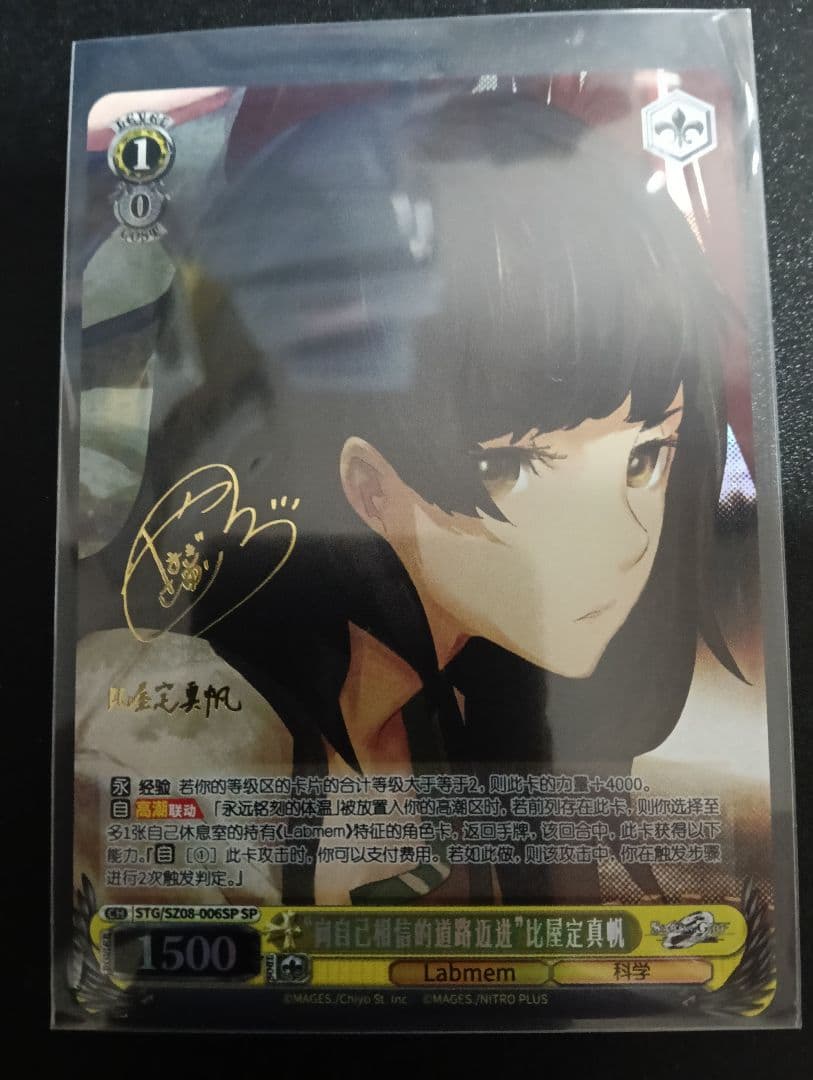 LEVEL
1
0
COST
比屋定真帆
永 经验 若你的等级区的卡片的合计等级大于等于2，则此卡的力量+4000。
自 高潮联动 「永远铭刻的体温」被放置入你的高潮区时，若前列存在此卡，则你选择至
多1张自己休息室的持有《Labmem》特征的角色卡，返回手牌。该回合中，此卡获得以下
能力。「自 [①] 此卡攻击时，你可以支付费用。若如此做，则该攻击中，你在触发步骤
进行2次触发判定。」
CH STG/SZ08-006SP SP
"向自己相信的道路迈进"比屋定真帆
POWER 1500
SOUL
Labmem
科学
©MAGES./Chiyo St. Inc. ©MAGES./NITRO PLUS